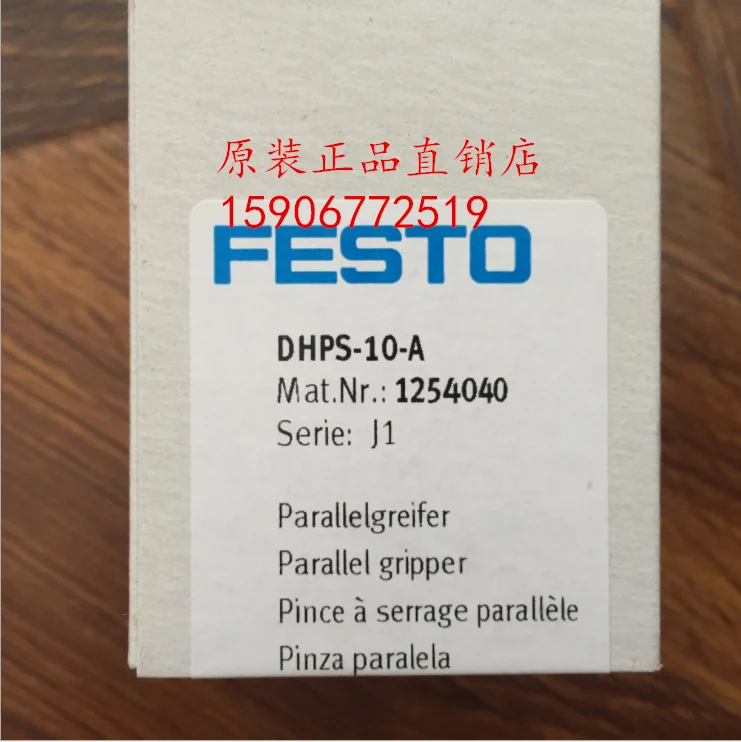 原装正品直销店
15906772519
FESTO
DHPS-10-A
Mat.Nr.: 1254040
Serie: J1
Parallelgreifer
Parallel gripper
Pince à serrage parallèle
Pinza paralela